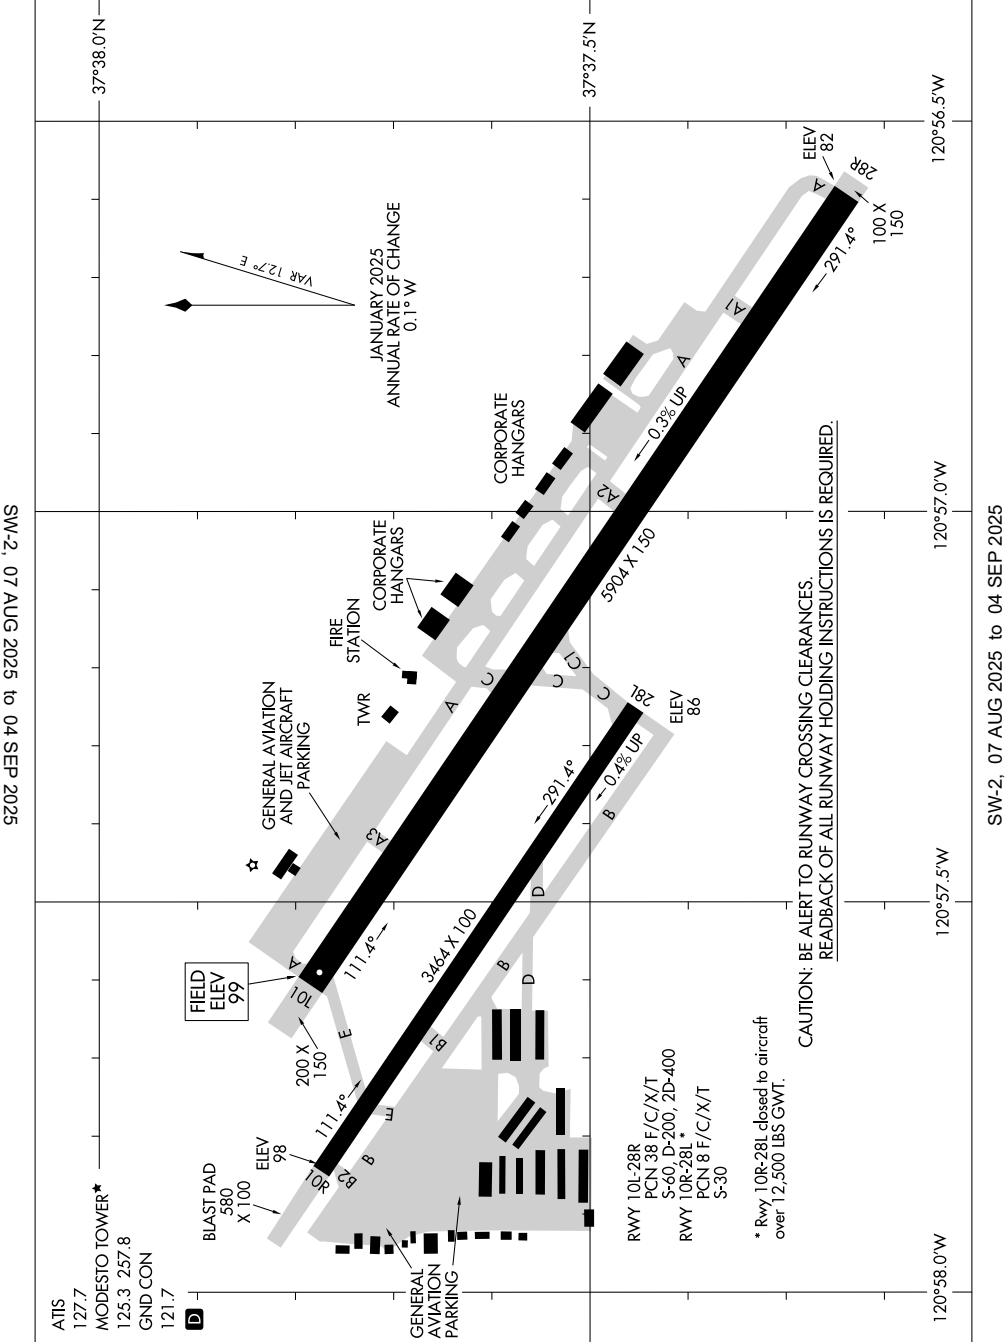 ATIS
127.7
MODESTO TOWER★
125.3 257.8
GND CON
121.7
D
BLAST PAD
580
X 100
ELEV
98
10R
111.4°
B2
B
GENERAL
AVIATION
PARKING
FIELD
ELEV
99
10L
A
200 X
150
111.4°
E
E
B1
3464 X 100
B
D
D
B
GENERAL AVIATION
AND JET AIRCRAFT
PARKING
A3
TWR
FIRE
STATION
A
C
C
C1
C
CORPORATE
HANGARS
291.4°
0.4% UP
28L
ELEV
86
5904 X 150
CORPORATE
HANGARS
A2
0.3% UP
A
A1
291.4°
A
ELEV
82
28R
100 X
150
VAR 12.7° E
JANUARY 2025
ANNUAL RATE OF CHANGE
0.1° W
RWY 10L-28R
PCN 38 F/C/X/T
S-60, D-200, 2D-400
RWY 10R-28L *
PCN 8 F/C/X/T
S-30
* Rwy 10R-28L closed to aircraft
over 12,500 LBS GWT.
CAUTION: BE ALERT TO RUNWAY CROSSING CLEARANCES.
READBACK OF ALL RUNWAY HOLDING INSTRUCTIONS IS REQUIRED.
37°38.0'N
37°37.5'N
120°58.0'W
120°57.5'W
120°57.0'W
120°56.5'W
SW-2, 07 AUG 2025 to 04 SEP 2025
SW-2, 07 AUG 2025 to 04 SEP 2025